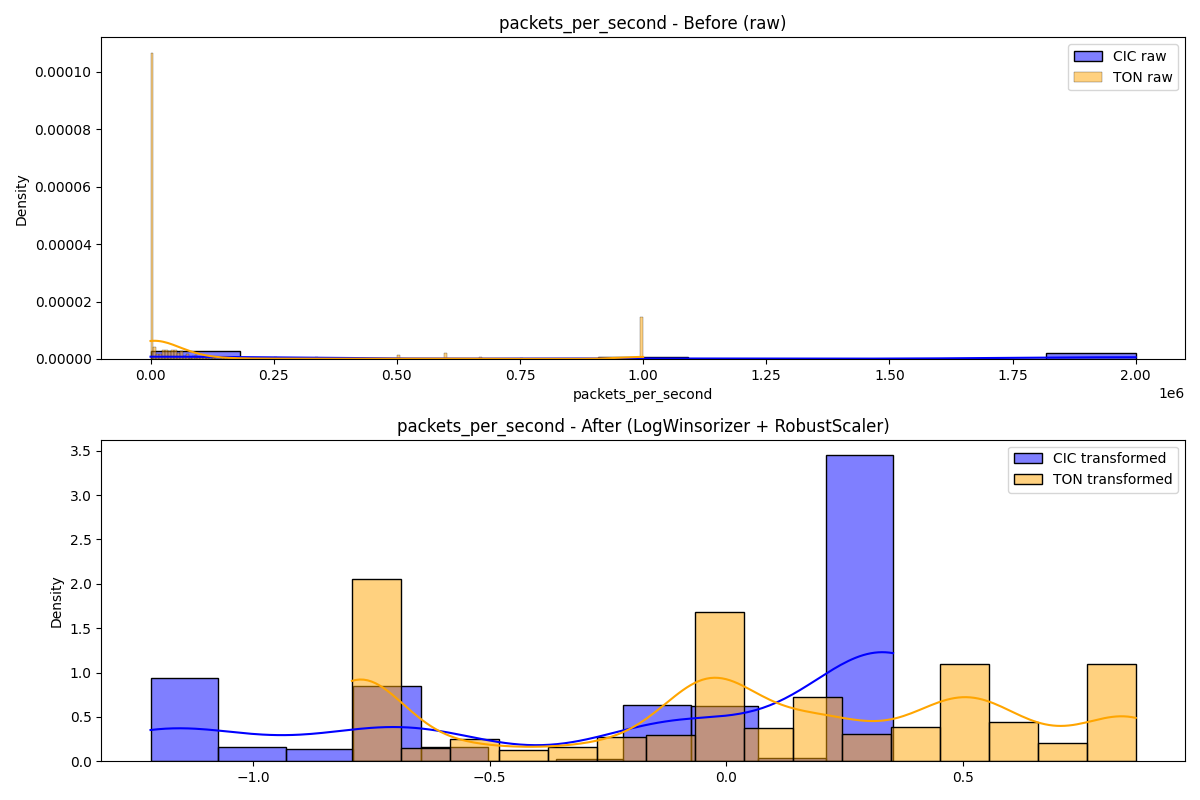 packets_per_second - Before (raw)
CIC raw
TON raw
Density
0.00010
0.00008
0.00006
0.00004
0.00002
0.00000
0.00 0.25 0.50 0.75 1.00 1.25 1.50 1.75 2.00
1e6
packets_per_second
packets_per_second - After (LogWinsorizer + RobustScaler)
CIC transformed
TON transformed
Density
3.5
3.0
2.5
2.0
1.5
1.0
0.5
0.0
−1.0 −0.5 0.0 0.5